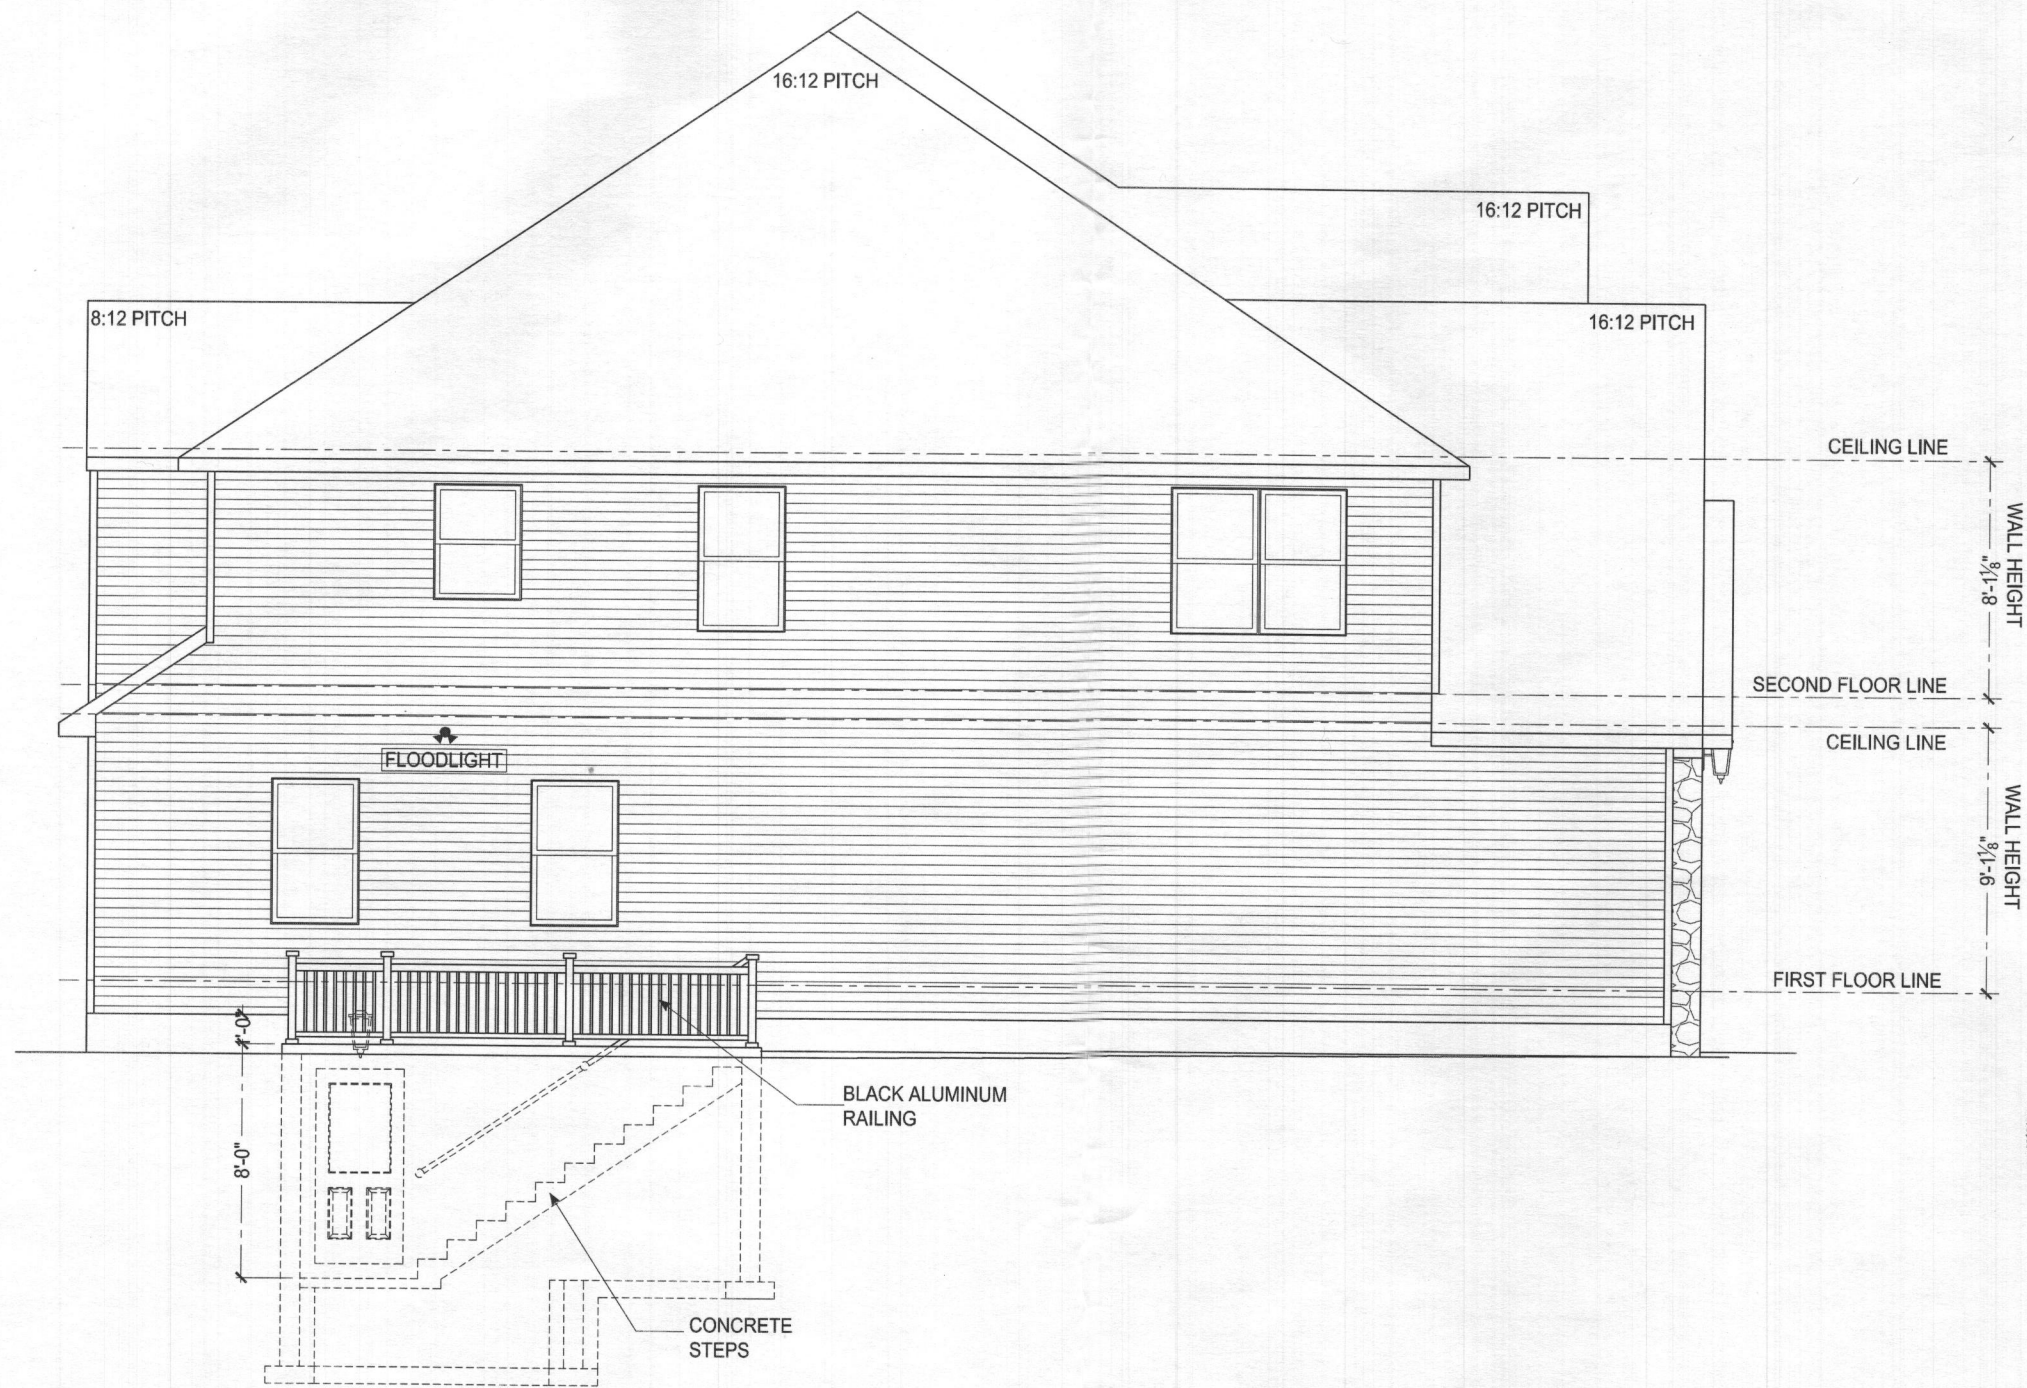 16:12 PITCH
16:12 PITCH
8:12 PITCH
16:12 PITCH
CEILING LINE
WALL HEIGHT
8'-1⅛"
SECOND FLOOR LINE
CEILING LINE
FLOODLIGHT
WALL HEIGHT
9'-1⅛"
FIRST FLOOR LINE
1'-0"
BLACK ALUMINUM
RAILING
8'-0"
CONCRETE
STEPS